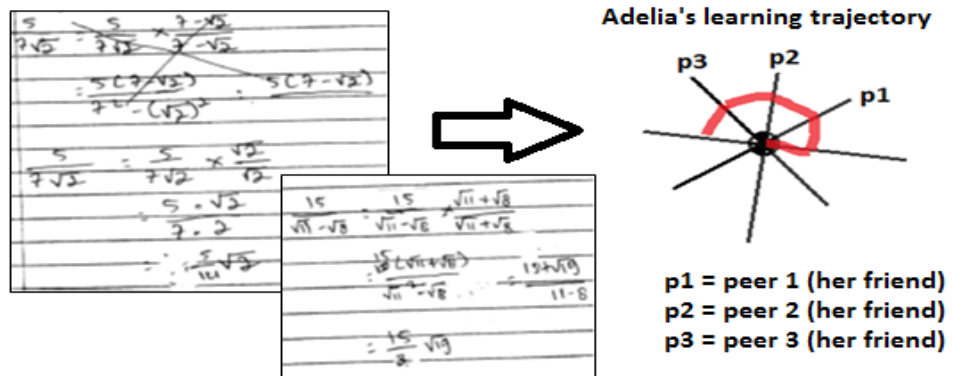 5/7√2 = 5/7√2 × 7-√2/7-√2
= 5(7-√2)/7² -(√2)² = 5(7-√2)
5/7√2 = 5/7√2 × √2/√2
= 5 . √2/7 . 2
= 5/14 √2
15/√11-√8 = 15/√11-√8 × √11+√8/√11+√8
= 15(√11+√8)/√11²-√8 = 15+√19/11-8
= 15/3 √19
Adelia's learning trajectory
p3 p2 p1
p1 = peer 1 (her friend)
p2 = peer 2 (her friend)
p3 = peer 3 (her friend)